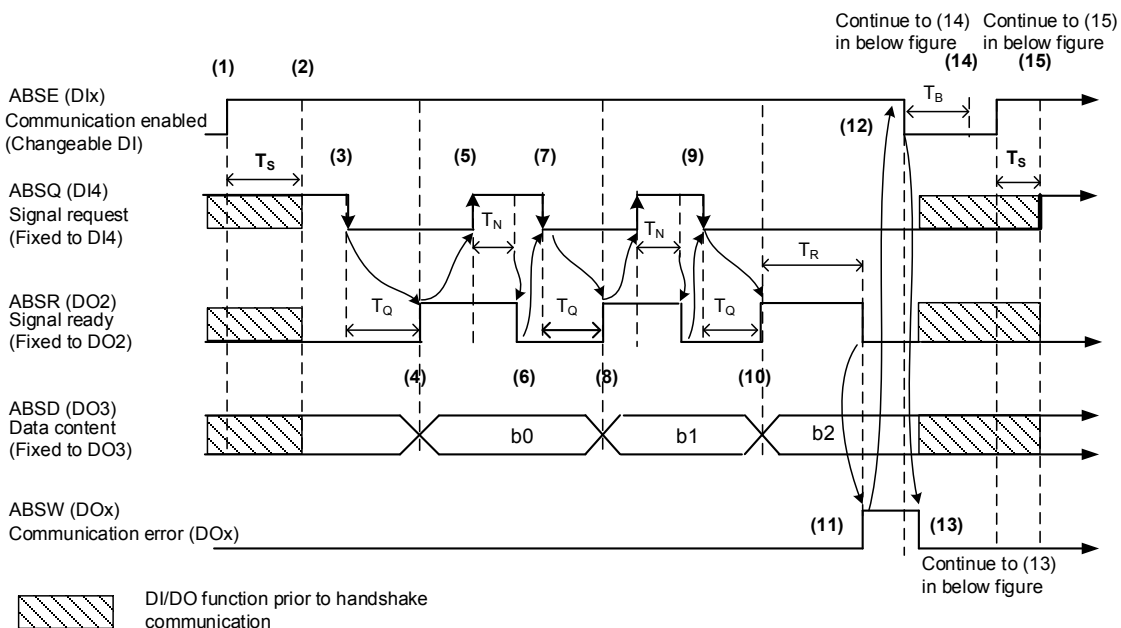 Continue to (14)
in below figure
Continue to (15)
in below figure
(1)
(2)
(14)
(15)
ABSE (DIx)
Communication enabled
(Changeable DI)
TB
(12)
TS
(3)
(5)
(7)
(9)
TS
ABSQ (DI4)
Signal request
(Fixed to DI4)
TN
TN
TR
ABSR (DO2)
Signal ready
(Fixed to DO2)
TQ
TQ
TQ
(4)
(6)
(8)
(10)
ABSD (DO3)
Data content
(Fixed to DO3)
b0
b1
b2
ABSW (DOx)
Communication error (DOx)
(11)
(13)
Continue to (13)
in below figure
DI/DO function prior to handshake
communication